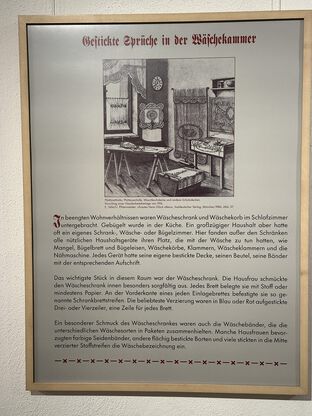 Gestickte Sprüche in der Wäschekammer
In beengten Wohnverhältnissen waren Wäscheschrank und Wäschekorb im Schlafzimmer
untergebracht. Gebügelt wurde in der Küche. Ein großzügiger Haushalt aber hatte
oft ein eigenes Schrank-, Wäsche- oder Bügelzimmer. Hier fanden außer den Schränken
alle nützlichen Haushaltsgeräte ihren Platz, die mit der Wäsche zu tun hatten, wie
Mangel, Bügelbrett und Bügeleisen, Wäschekörbe, Klammern, Wäscheklammern und die
Nähmaschine. Jedes Gerät hatte seine eigene bestickte Decke, seinen Beutel, seine Bänder
mit der entsprechenden Aufschrift.
Das wichtigste Stück in diesem Raum war der Wäscheschrank. Die Hausfrau schmückte
den Wäscheschrank innen besonders sorgfältig aus. Jedes Brett belegte sie mit Stoff oder
mindestens Papier. An der Vorderkante eines jeden Einlagebrettes befestigte sie so ge-
nannte Schrankbrettstreifen. Die beliebteste Verzierung waren in Blau oder Rot aufgestickte
Drei- oder Vierzeiler, eine Zeile für jedes Brett.
Ein besonderer Schmuck des Wäscheschrankes waren auch die Wäschebänder, die die
unterschiedlichen Wäschesorten in Paketen zusammenhielten. Manche Hausfrauen bevor-
zugten farbige Seidenbänder, andere flächig bestickte Borten und viele stickten in die Mitte
verzierter Stoffstreifen die Wäschebezeichnung ein.